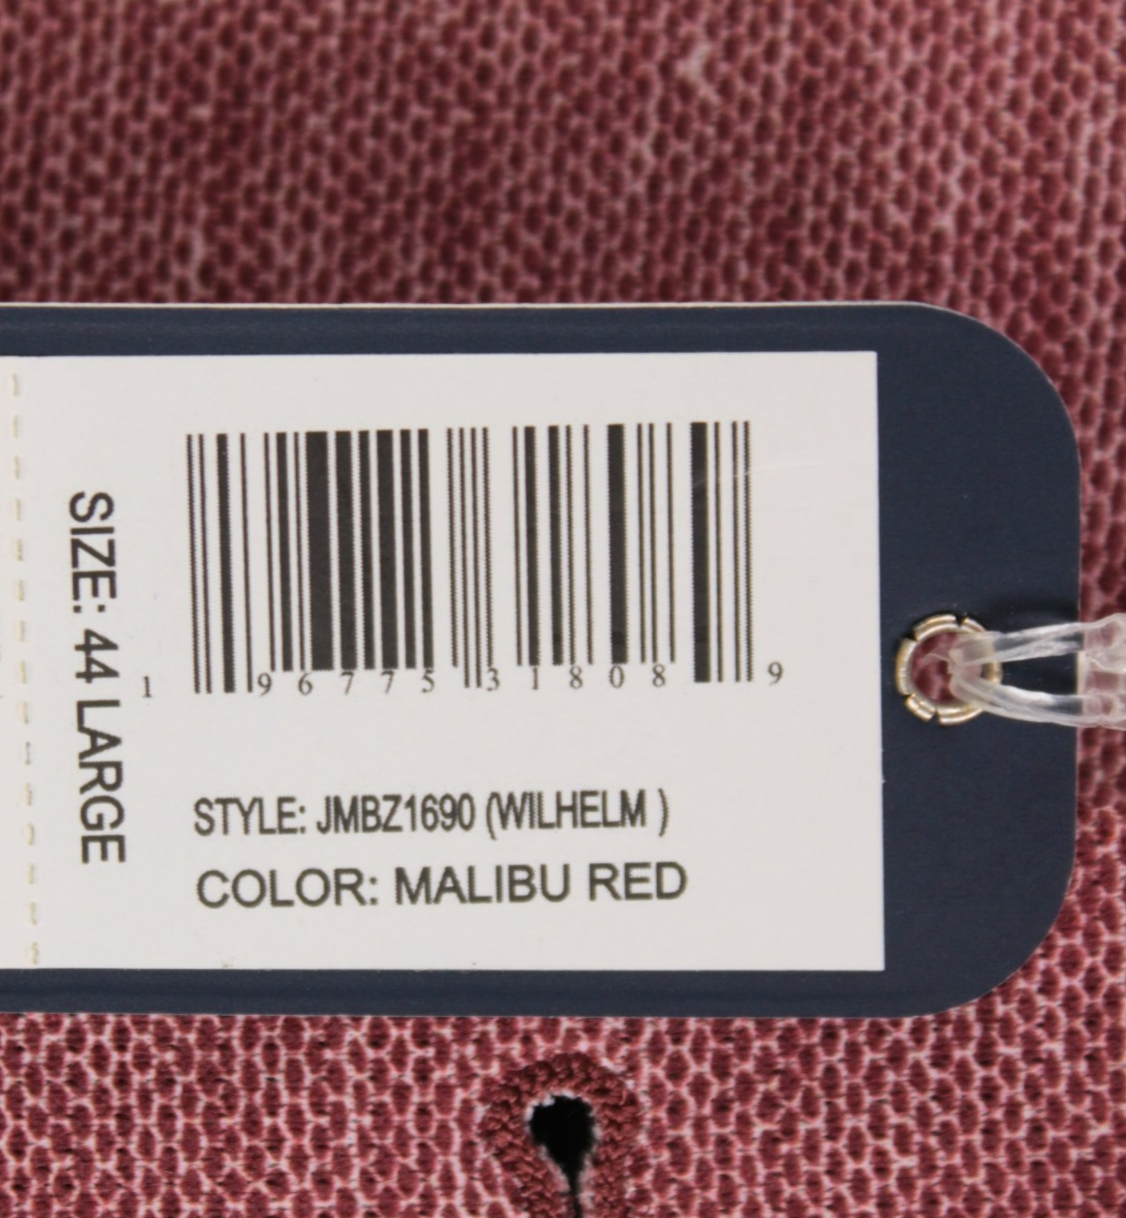 SIZE: 44 LARGE
1 96775 31808 9
STYLE: JMBZ1690 (WILHELM )
COLOR: MALIBU RED